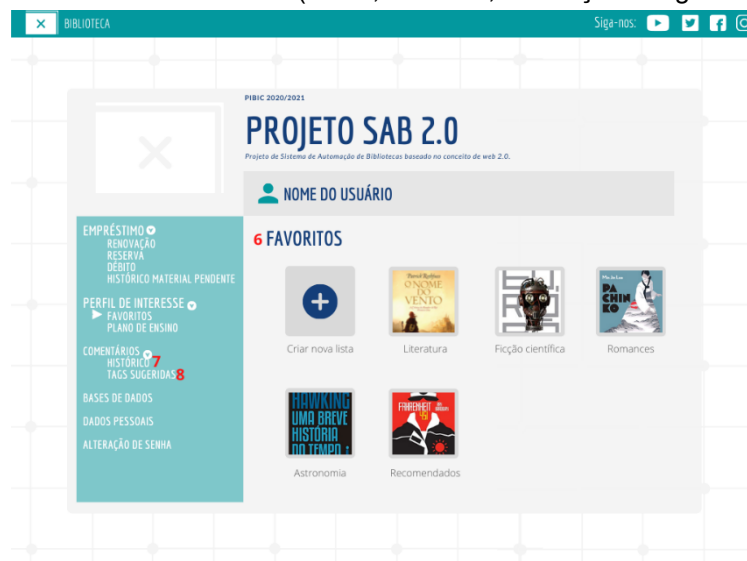 BIBLIOTECA
Siga-nos:
PIBIC 2020/2021
PROJETO SAB 2.0
Projeto de Sistema de Automação de Bibliotecas baseado no conceito de web 2.0.
NOME DO USUÁRIO
EMPRÉSTIMO
RENOVAÇÃO
RESERVA
DÉBITO
HISTÓRICO MATERIAL PENDENTE
PERFIL DE INTERESSE
FAVORITOS
PLANO DE ENSINO
COMENTÁRIOS
HISTÓRICO 7
TAGS SUGERIDAS 8
BASES DE DADOS
DADOS PESSOAIS
ALTERAÇÃO DE SENHA
6 FAVORITOS
Criar nova lista
O NOME
DO
VENTO
Literatura
Ficção científica
PA
CHIN
KO
Romances
HAWKING
UMA BREVE
HISTÓRIA
DO TEMPO
Astronomia
FAHRENHEIT
451
Recomendados